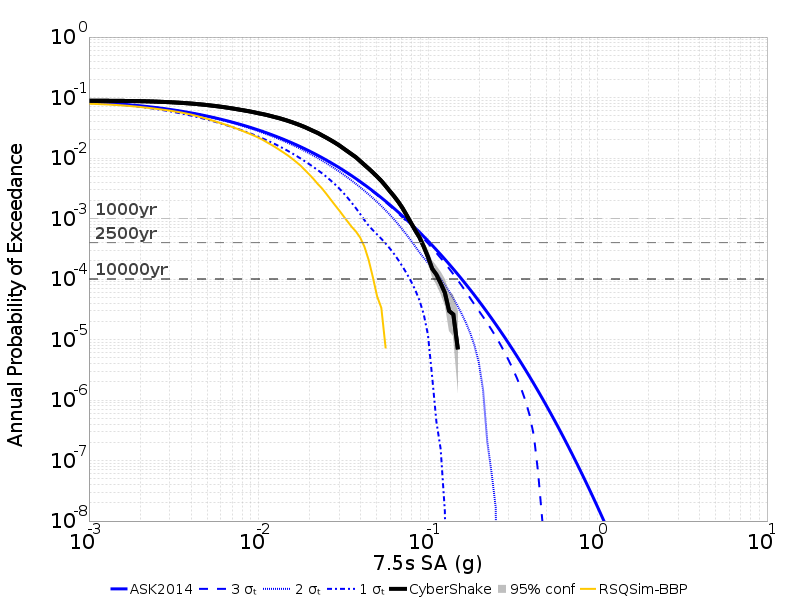 10⁰
10⁻¹
10⁻²
10⁻³
10⁻⁴
10⁻⁵
10⁻⁶
10⁻⁷
10⁻⁸
Annual Probability of Exceedance
1000yr
2500yr
10000yr
10⁻³ 10⁻² 10⁻¹ 10⁰ 10¹
7.5s SA (g)
ASK2014 3 σₜ 2 σₜ 1 σₜ CyberShake 95% conf RSQSim-BBP